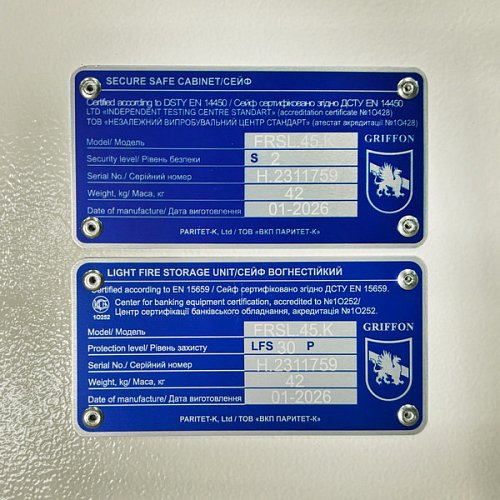 SECURE SAFE CABINET/СЕЙФ
Certified according to DSTY EN 14450 / Сейф сертифіковано згідно ДСТУ EN 14450
LTD «INDEPENDENT TESTING CENTRE STANDART» (accreditation certificate №1O428)
ТОВ «НЕЗАЛЕЖНИЙ ВИПРОБУВАЛЬНИЙ ЦЕНТР СТАНДАРТ» (атестат акредитації №1O428)
Model/ Модель FRSL.45.K GRIFFON
Security level/ Рівень безпеки S 2
Serial No./ Серійний номер H.2311759
Weight, kg/ Маса, кг 42
Date of manufacture/ Дата виготовлення 01-2026
PARITET-K, Ltd / ТОВ «ВКП ПАРИТЕТ-К»
LIGHT FIRE STORAGE UNIT/СЕЙФ ВОГНЕСТІЙКИЙ
Certified according to EN 15659 / Сейф сертифіковано згідно ДСТУ EN 15659.
Center for banking equipment certification, accredited to №1O252/
Центр сертифікації банківського обладнання, акредитація №1O252.
1O252
Model/ Модель FRSL.45.K GRIFFON
Protection level/ Рівень захисту LFS 30 P
Serial No./ Серійний номер H.2311759
Weight, kg/ Маса, кг 42
Date of manufacture/ Дата виготовлення 01-2026
PARITET-K, Ltd / ТОВ «ВКП ПАРИТЕТ-К»